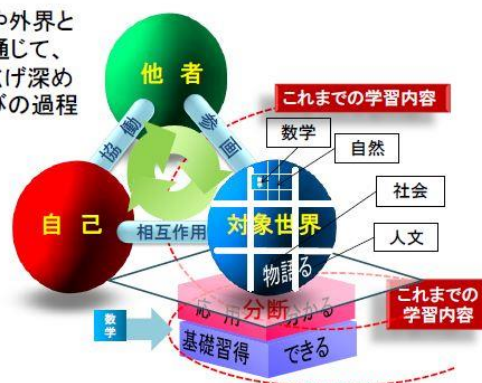 や外界と
通じて、
広げ深め
びの過程
他者
協働
参画
これまでの学習内容
数学
自然
社会
人文
自己
相互作用
対象世界
物語る
これまでの
学習内容
応用
分断
わかる
数学
基礎習得
できる